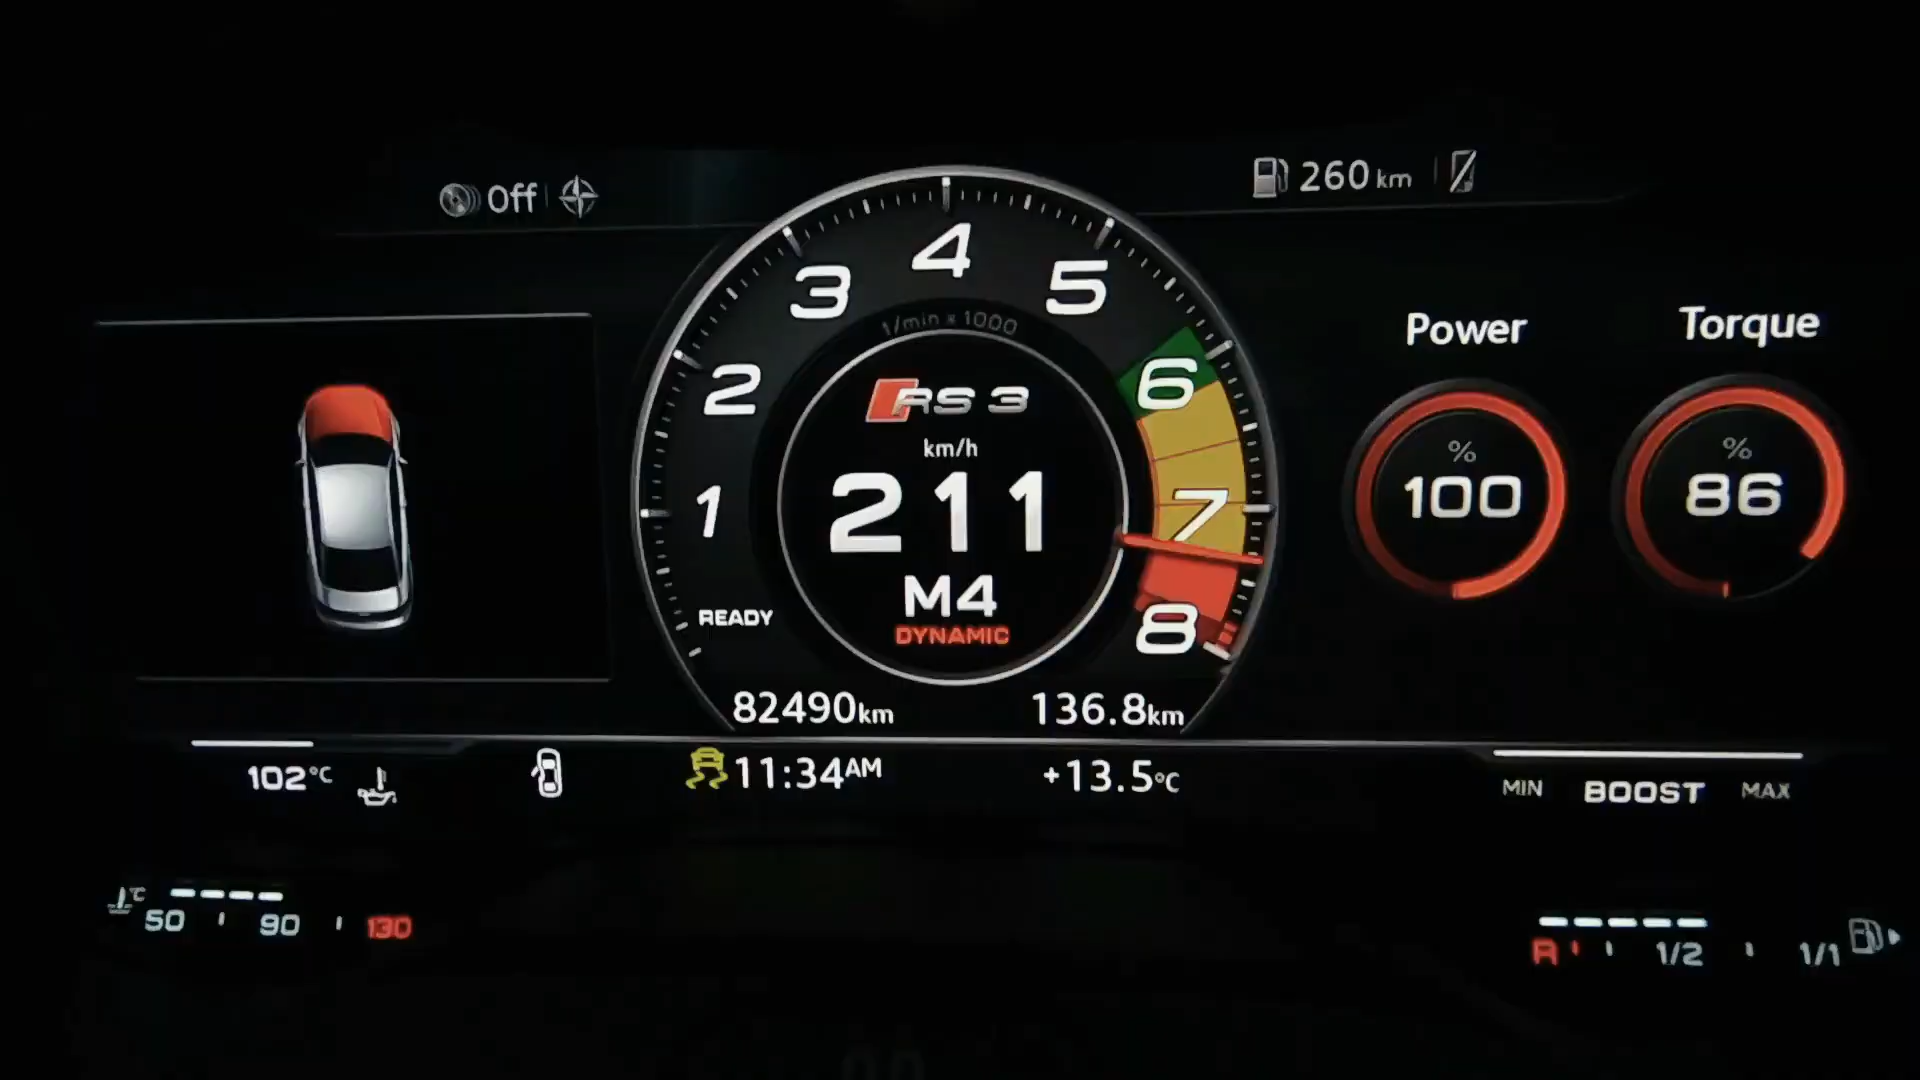 Off
260 km
4
3
5
1/min x 1000
2
6
RS 3
km/h
211
1
7
M4
READY
DYNAMIC
8
82490km
136.8km
Power
Torque
%
100
%
86
102°C
11:34AM
+13.5°C
MIN BOOST MAX
°C
50 90 130
R 1/2 1/1